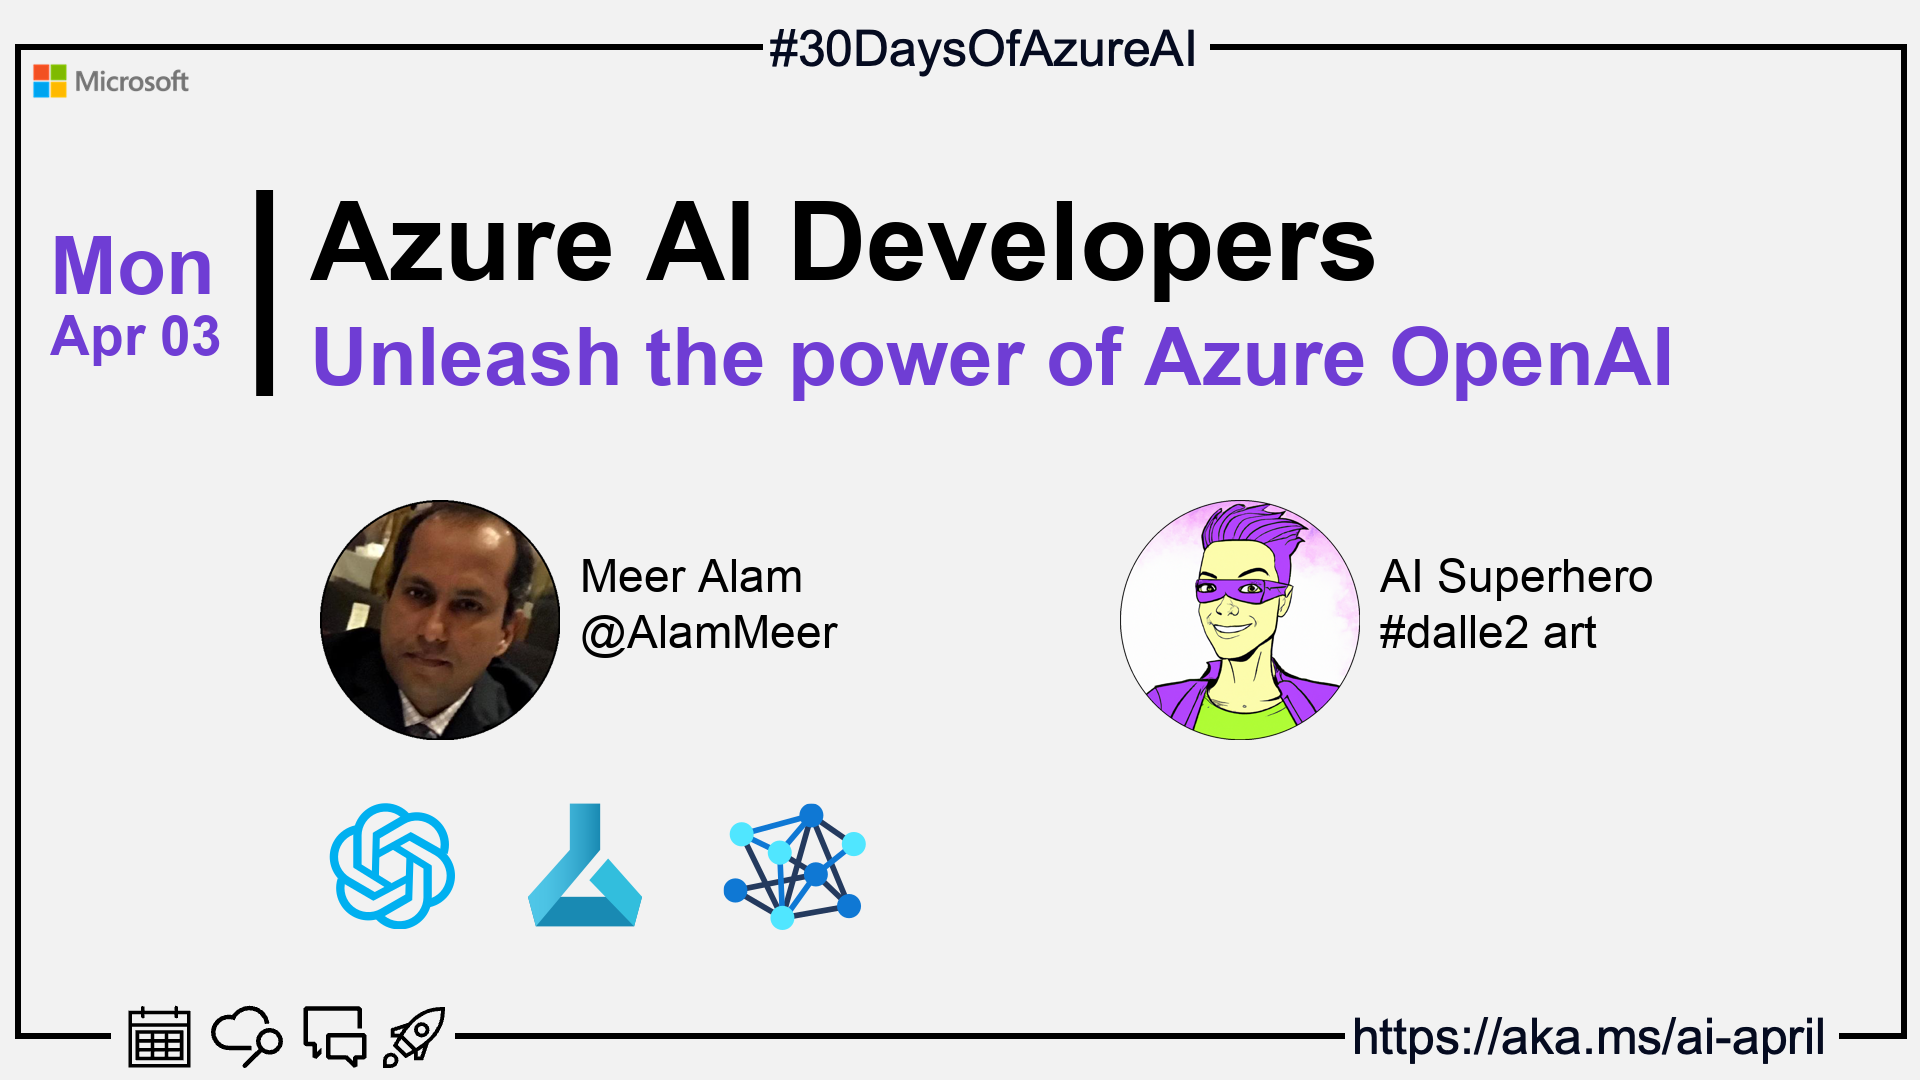 #30DaysOfAzureAI
Microsoft
Mon
Apr 03
Azure AI Developers
Unleash the power of Azure OpenAI
Meer Alam
@AlamMeer
AI Superhero
#dalle2 art
https://aka.ms/ai-april